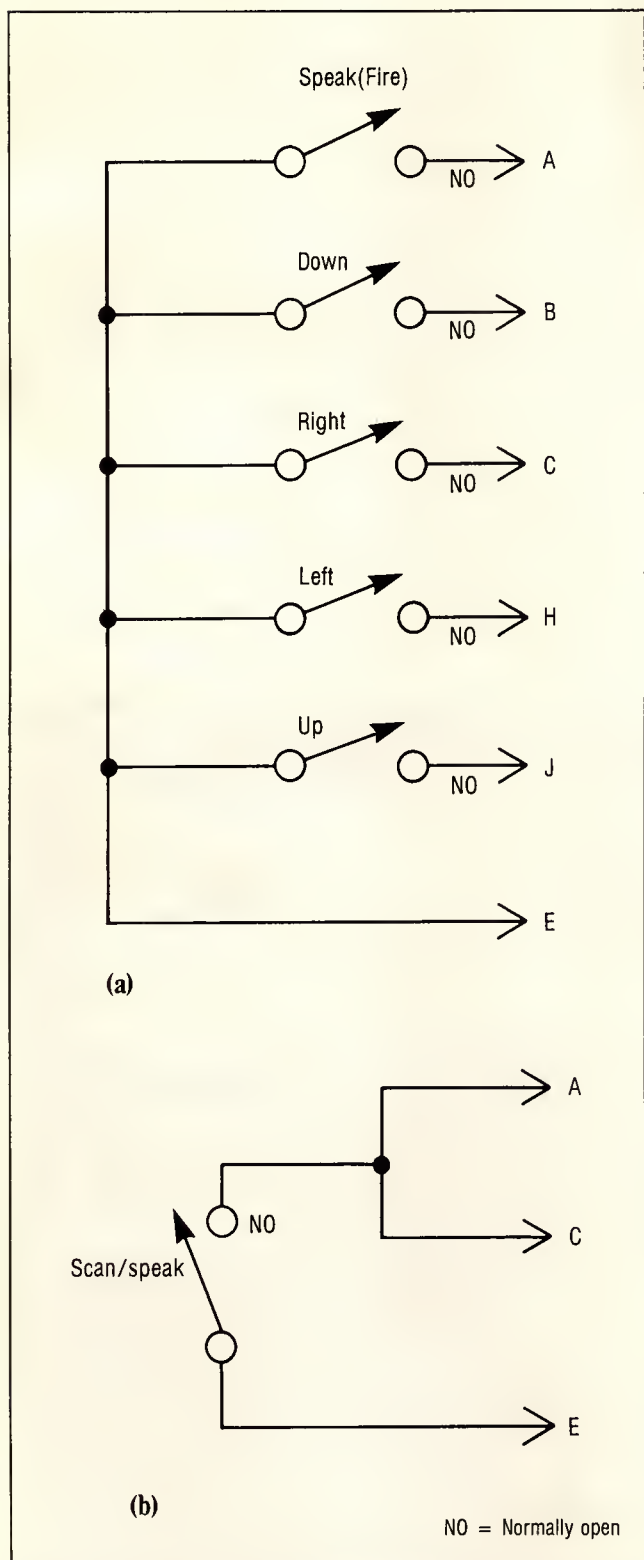 Speak(Fire)
NO
A
Down
NO
B
Right
NO
C
Left
NO
H
Up
NO
J
E
(a)
A
NO
C
Scan/speak
E
(b)
NO = Normally open